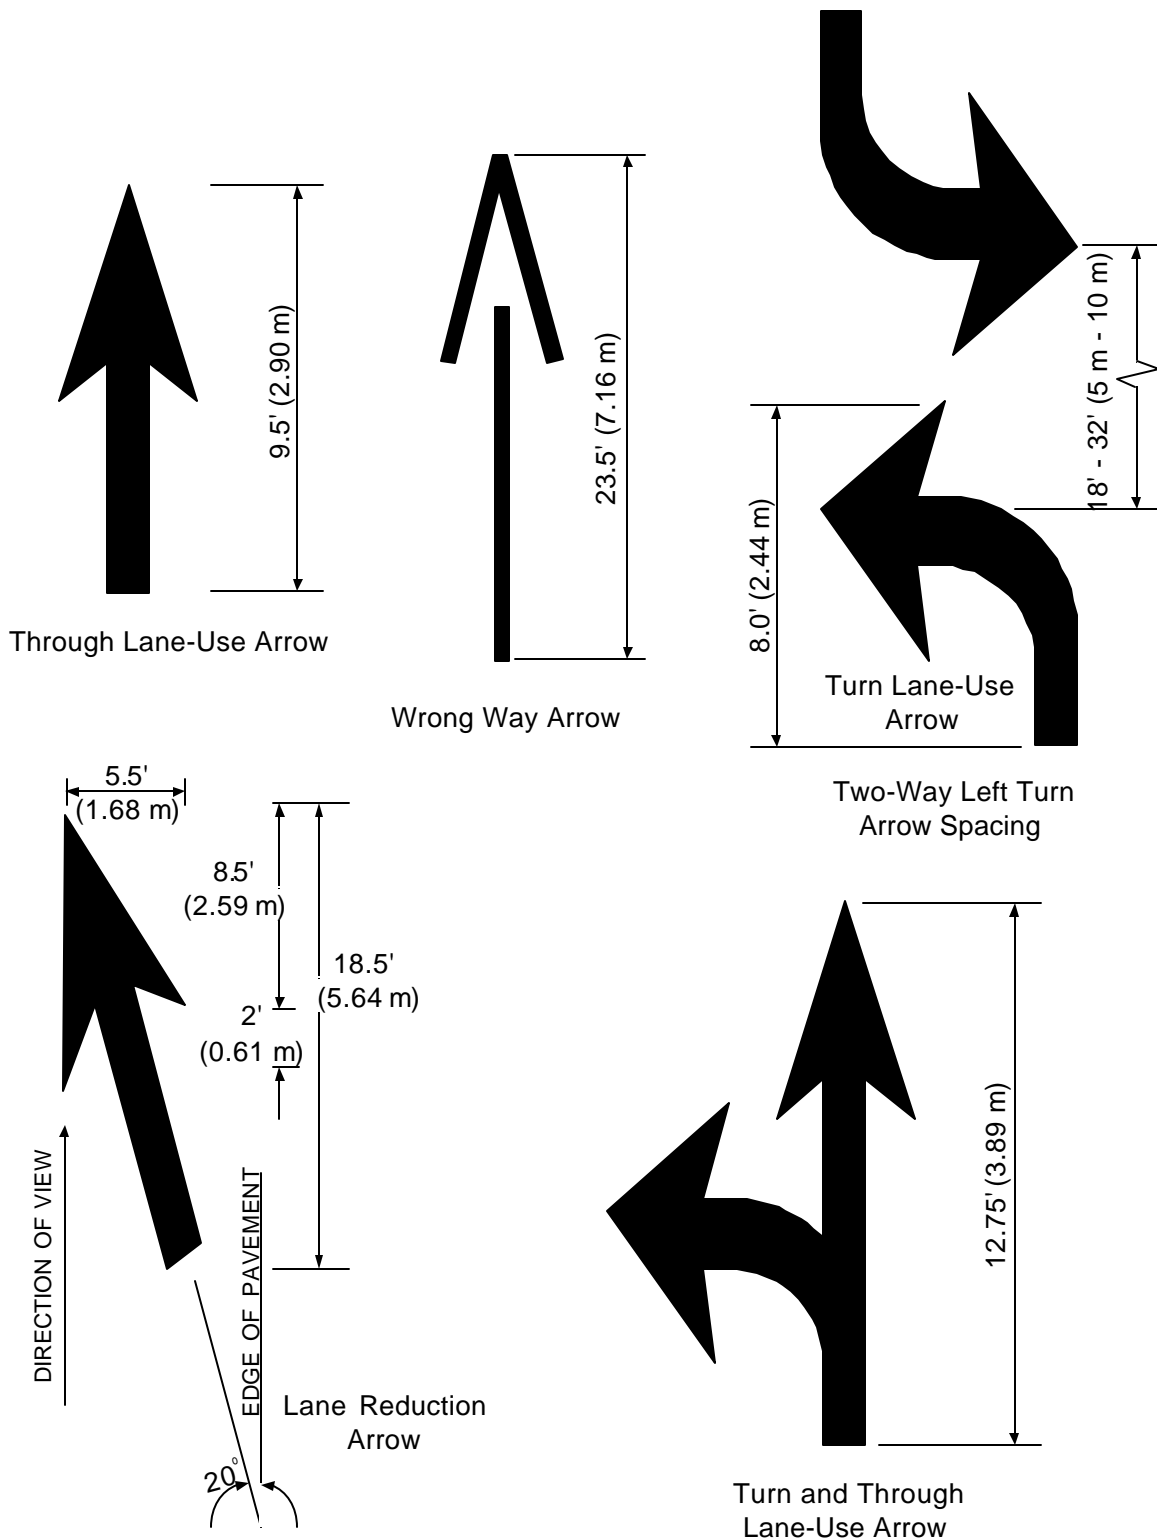 9.5' (2.90 m)
Through Lane-Use Arrow
23.5' (7.16 m)
Wrong Way Arrow
18' - 32' (5 m - 10 m)
8.0' (2.44 m)
Turn Lane-Use
Arrow
Two-Way Left Turn
Arrow Spacing
5.5'
(1.68 m)
8.5'
(2.59 m)
18.5'
(5.64 m)
2'
(0.61 m)
DIRECTION OF VIEW
EDGE OF PAVEMENT
20°
Lane Reduction
Arrow
12.75' (3.89 m)
Turn and Through
Lane-Use Arrow